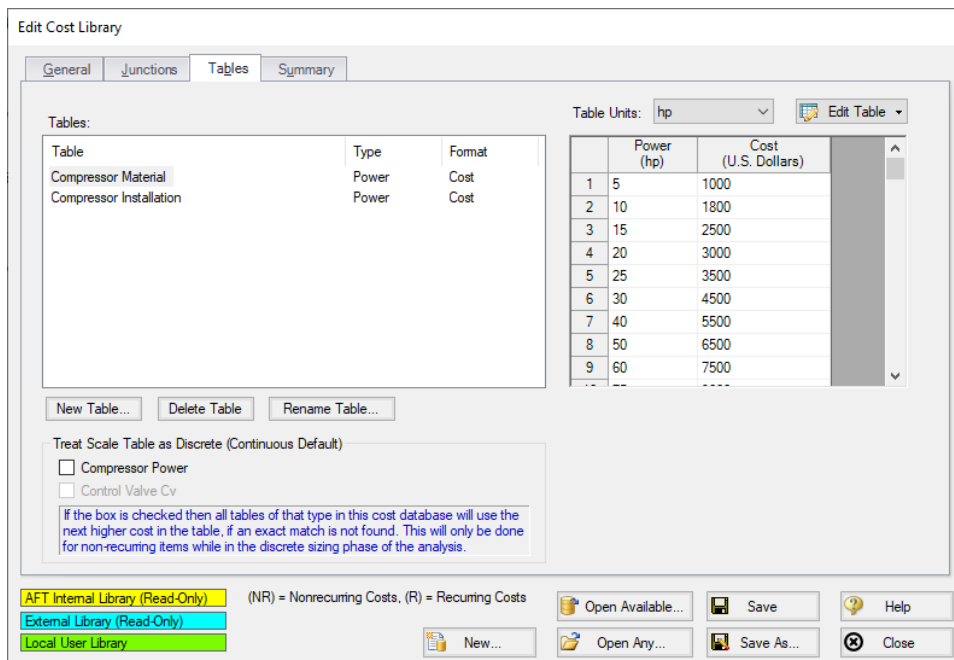 Edit Cost Library
General Junctions Tables Summary
Table Units: hp Edit Table
Tables:
Table Type Format
Compressor Material Power Cost
Compressor Installation Power Cost
Power (hp) Cost (U.S. Dollars)
1 5 1000
2 10 1800
3 15 2500
4 20 3000
5 25 3500
6 30 4500
7 40 5500
8 50 6500
9 60 7500
New Table... Delete Table Rename Table...
Treat Scale Table as Discrete (Continuous Default)
Compressor Power
Control Valve Cv
If the box is checked then all tables of that type in this cost database will use the
next higher cost in the table, if an exact match is not found. This will only be done
for non-recurring items while in the discrete sizing phase of the analysis.
AFT Internal Library (Read-Only)
External Library (Read-Only)
Local User Library
(NR) = Nonrecurring Costs, (R) = Recurring Costs
Open Available... Save Help
New... Open Any... Save As... Close